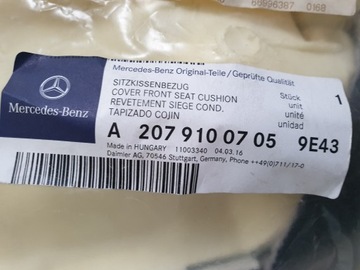 66996387 0168
Mercedes-Benz
Mercedes-Benz Original-Teile/Geprüfte Qualität
SITZKISSENBEZUG
COVER FRONT SEAT CUSHION
REVETEMENT SIEGE COND.
TAPIZADO COJIN
Stück
unit
unité
unidad
1
A 207 910 07 05 9E43
Made in HUNGARY 11003340 04.03.16
Daimler AG, 70546 Stuttgart, Germany, Phone ++49(0)711/17-0